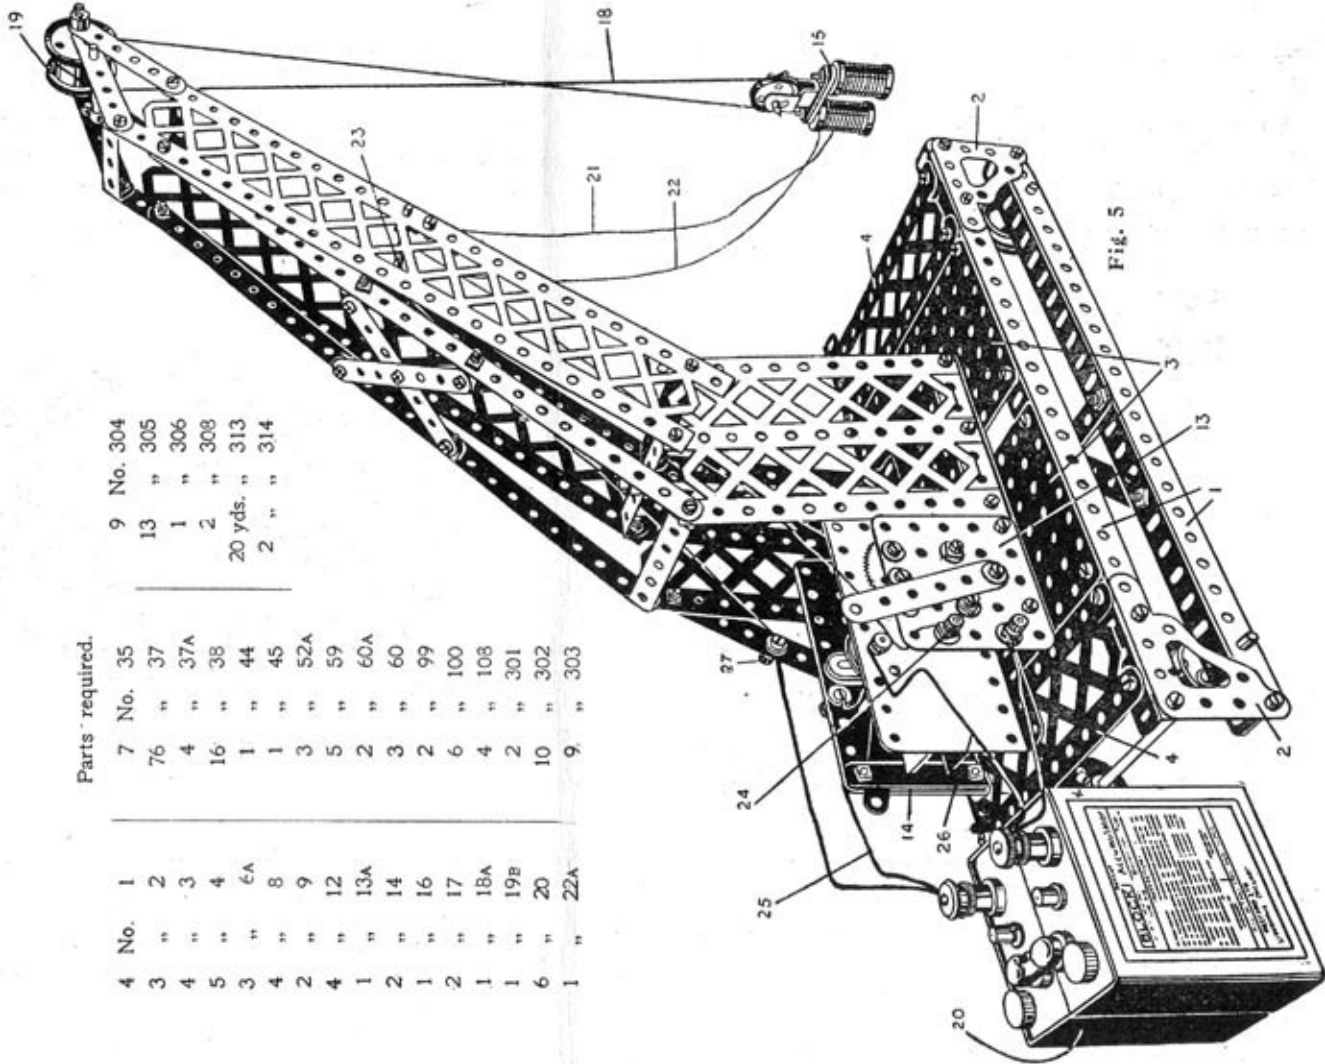 Parts required.
4 No. 1
3 " 2
4 " 3
5 " 4
3 " 6A
4 " 8
2 " 9
4 " 12
1 " 13A
2 " 14
1 " 16
2 " 17
1 " 18A
1 " 19B
6 " 20
1 " 22A
7 No. 35
76 " 37
4 " 37A
16 " 38
1 " 44
1 " 45
3 " 52A
5 " 59
2 " 60A
3 " 60
2 " 99
6 " 100
4 " 108
2 " 301
10 " 302
9 " 303
9 No. 304
13 " 305
1 " 306
2 " 308
20 yds. " 313
2 " " 314
19
18
15
23
21
22
2
4
3
13
1
2
4
27
24
14
26
25
20
BLOCK
Fig. 5